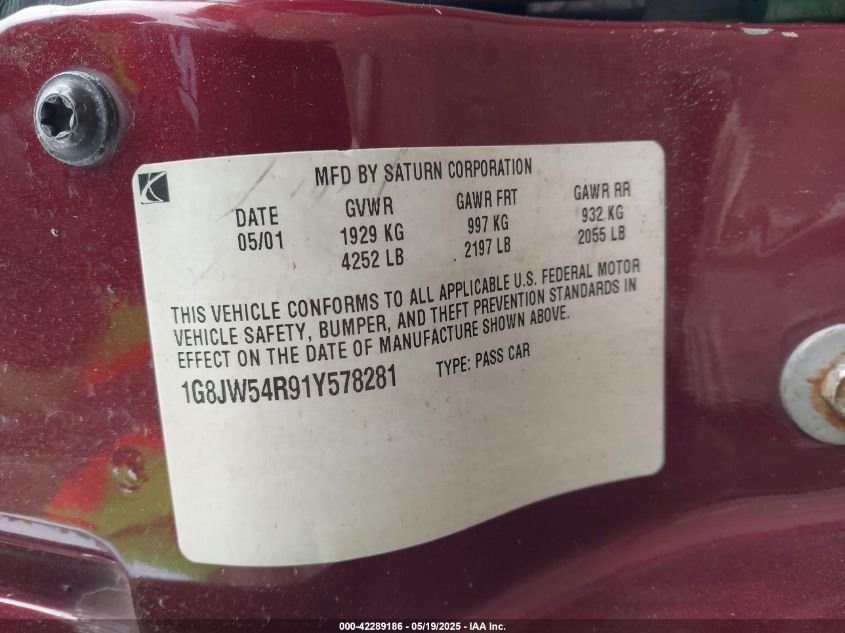 MFD BY SATURN CORPORATION
DATE GVWR GAWR FRT GAWR RR
05/01 1929 KG 997 KG 932 KG
4252 LB 2197 LB 2055 LB
THIS VEHICLE CONFORMS TO ALL APPLICABLE U.S. FEDERAL MOTOR
VEHICLE SAFETY, BUMPER, AND THEFT PREVENTION STANDARDS IN
EFFECT ON THE DATE OF MANUFACTURE SHOWN ABOVE.
1G8JW54R91Y578281 TYPE: PASS CAR
000-42289186 - 05/19/2025 - IAA Inc.